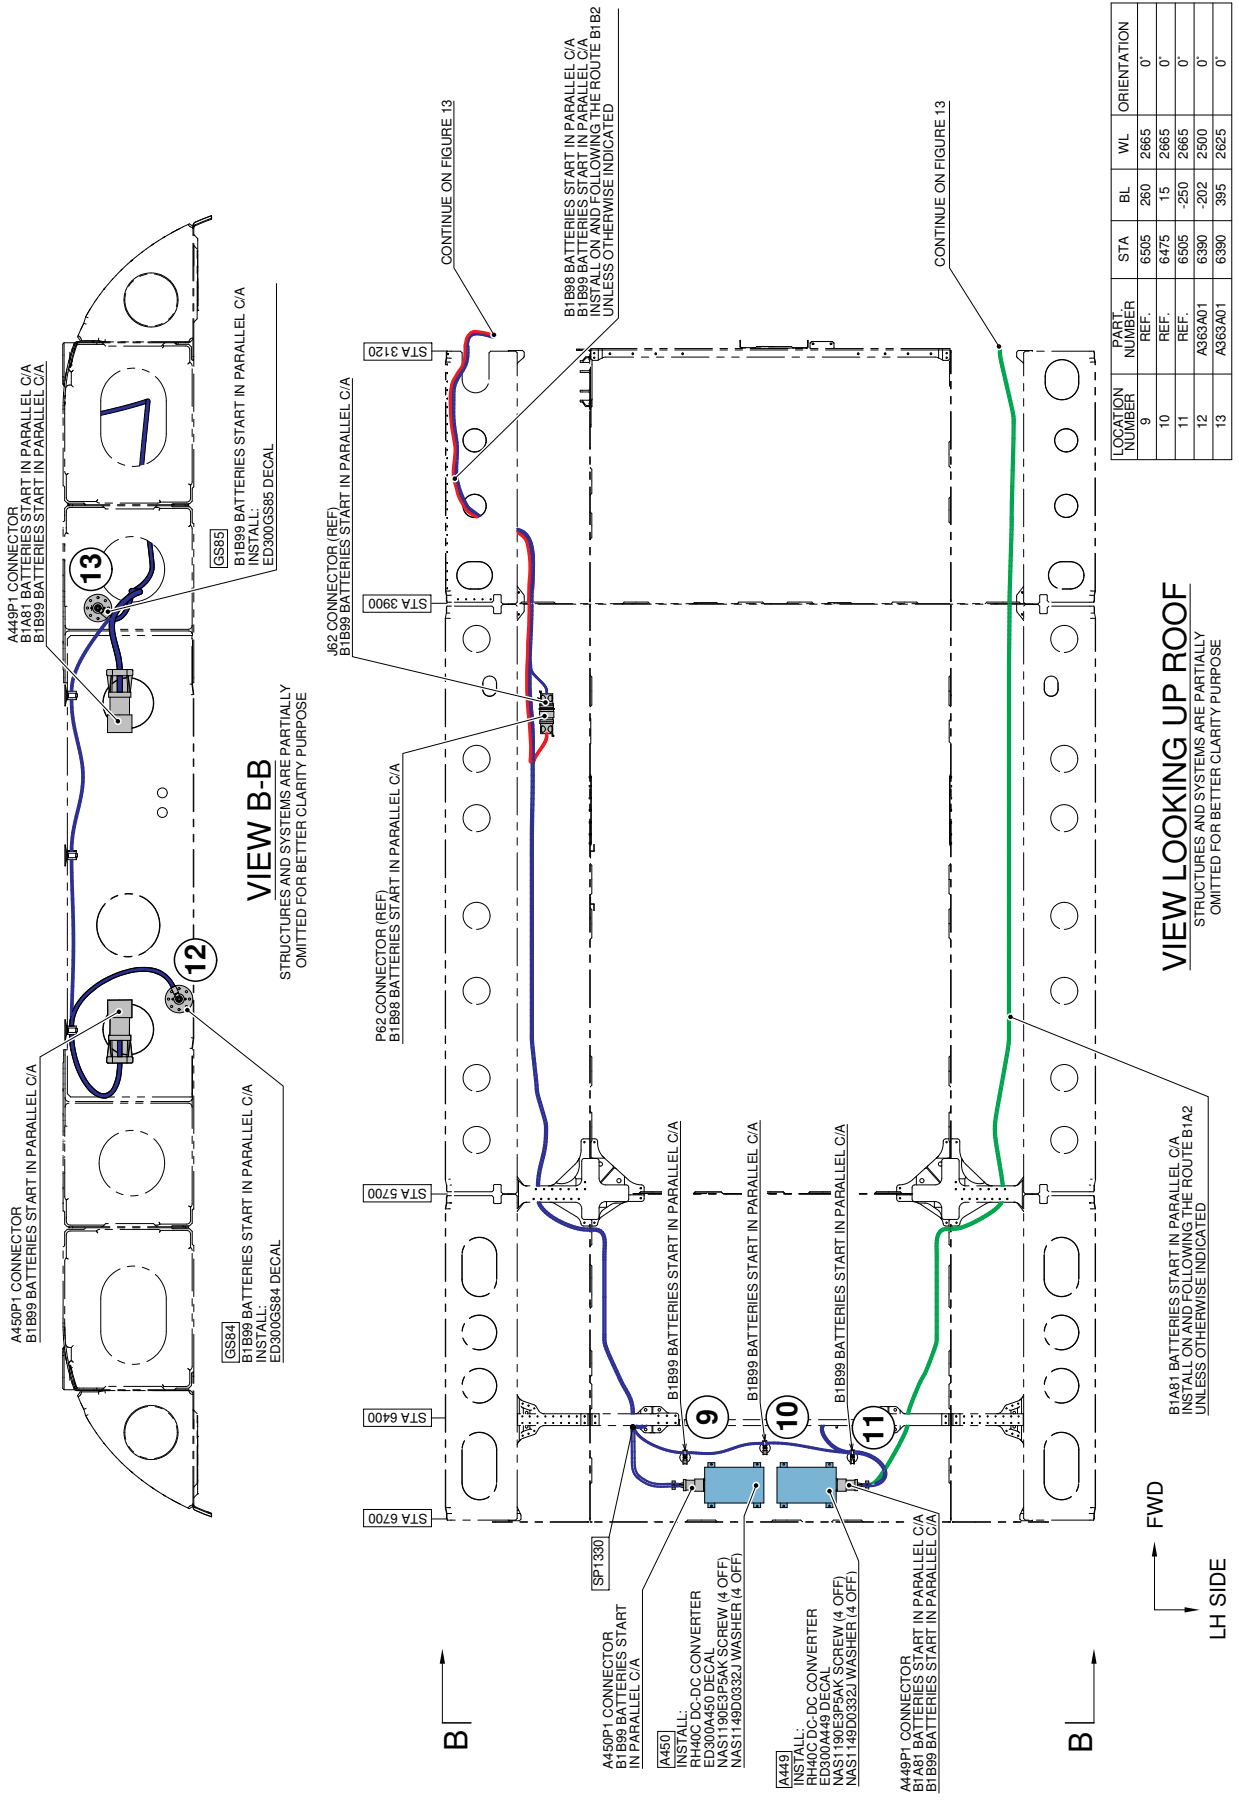 A450P1 CONNECTOR
B1B99 BATTERIES START IN PARALLEL C/A
A449P1 CONNECTOR
B1A81 BATTERIES START IN PARALLEL C/A
B1B99 BATTERIES START IN PARALLEL C/A
12
13
GS84
B1B99 BATTERIES START IN PARALLEL C/A
INSTALL:
ED300GS84 DECAL
GS85
B1B99 BATTERIES START IN PARALLEL C/A
INSTALL:
ED300GS85 DECAL
VIEW B-B
STRUCTURES AND SYSTEMS ARE PARTIALLY
OMITTED FOR BETTER CLARITY PURPOSE
STA 6700
STA 6400
STA 5700
STA 3900
STA 3120
P62 CONNECTOR (REF)
B1B98 BATTERIES START IN PARALLEL C/A
J62 CONNECTOR (REF)
B1B99 BATTERIES START IN PARALLEL C/A
CONTINUE ON FIGURE 13
B1B98 BATTERIES START IN PARALLEL C/A
B1B99 BATTERIES START IN PARALLEL C/A
INSTALL ON AND FOLLOWING THE ROUTE B1B2
UNLESS OTHERWISE INDICATED
B
SP1330
A450P1 CONNECTOR
B1B99 BATTERIES START
IN PARALLEL C/A
A450
INSTALL:
RH40C DC-DC CONVERTER
ED300A450 DECAL
NAS1190E3P5AK SCREW (4 OFF)
NAS1149D0332J WASHER (4 OFF)
A449
INSTALL:
RH40C DC-DC CONVERTER
ED300A449 DECAL
NAS1190E3P5AK SCREW (4 OFF)
NAS1149D0332J WASHER (4 OFF)
A449P1 CONNECTOR
B1A81 BATTERIES START IN PARALLEL C/A
B1B99 BATTERIES START IN PARALLEL C/A
B1B99 BATTERIES START IN PARALLEL C/A
9
B1B99 BATTERIES START IN PARALLEL C/A
10
B1B99 BATTERIES START IN PARALLEL C/A
11
CONTINUE ON FIGURE 13
B
B1A81 BATTERIES START IN PARALLEL C/A
INSTALL ON AND FOLLOWING THE ROUTE B1A2
UNLESS OTHERWISE INDICATED
VIEW LOOKING UP ROOF
STRUCTURES AND SYSTEMS ARE PARTIALLY
OMITTED FOR BETTER CLARITY PURPOSE
FWD
LH SIDE
LOCATION NUMBER PART. NUMBER STA BL WL ORIENTATION
9 REF. 6505 260 2665 0°
10 REF. 6475 15 2665 0°
11 REF. 6505 -250 2665 0°
12 A363A01 6390 -202 2500 0°
13 A363A01 6390 395 2625 0°